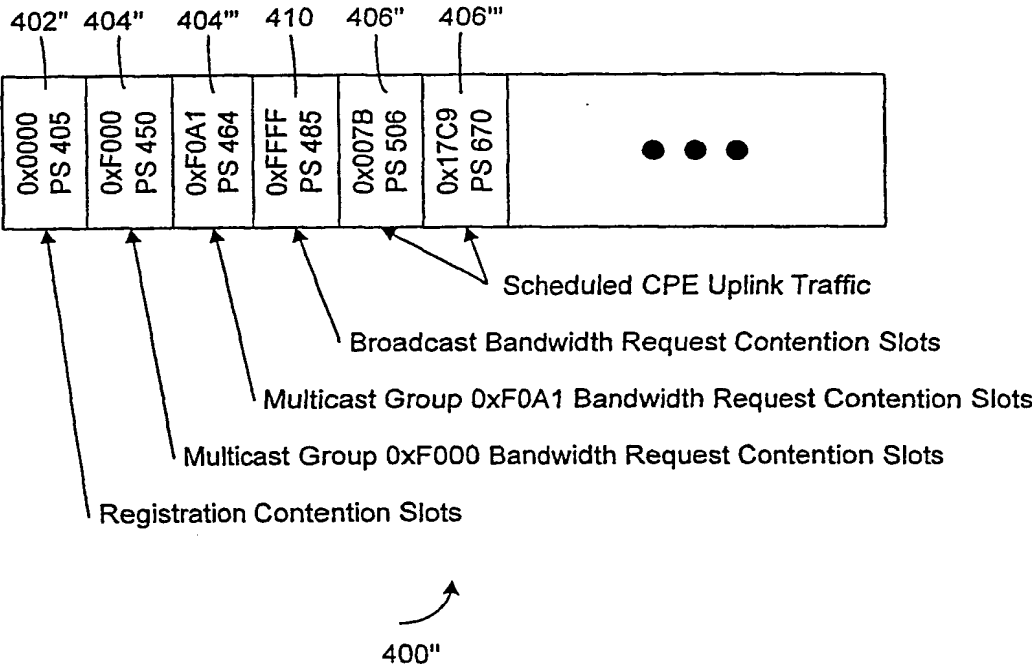 402" 404" 404''' 410 406" 406'''
0x0000
PS 405
0xF000
PS 450
0xF0A1
PS 464
0xFFFF
PS 485
0x007B
PS 506
0x17C9
PS 670
Scheduled CPE Uplink Traffic
Broadcast Bandwidth Request Contention Slots
Multicast Group 0xF0A1 Bandwidth Request Contention Slots
Multicast Group 0xF000 Bandwidth Request Contention Slots
Registration Contention Slots
400"